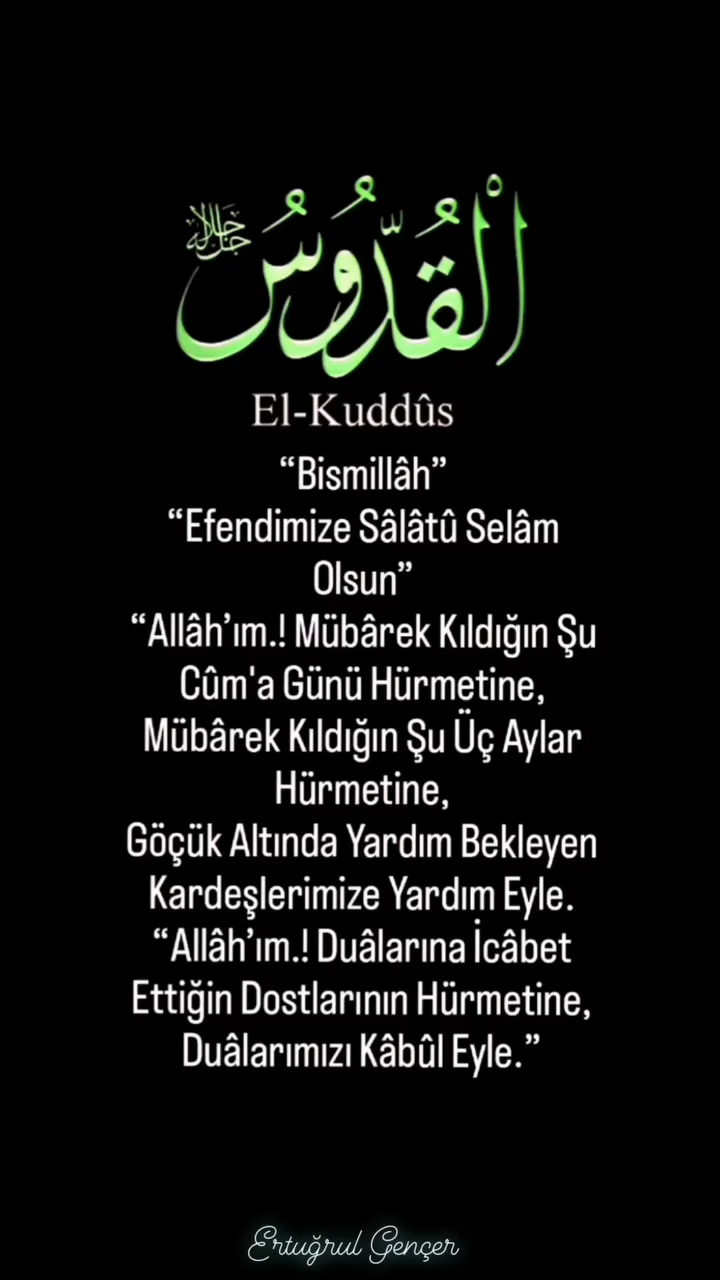 الْقُدُّوسُ جل جلاله
El-Kuddûs
“Bismillâh”
“Efendimize Sâlâtû Selâm
Olsun”
“Allâh’ım.! Mübârek Kıldığın Şu
Cûm'a Günü Hürmetine,
Mübârek Kıldığın Şu Üç Aylar
Hürmetine,
Göçük Altında Yardım Bekleyen
Kardeşlerimize Yardım Eyle.
“Allâh’ım.! Duâlarına İcâbet
Ettiğin Dostlarının Hürmetine,
Duâlarımızı Kâbûl Eyle.”
Ertuğrul Gençer